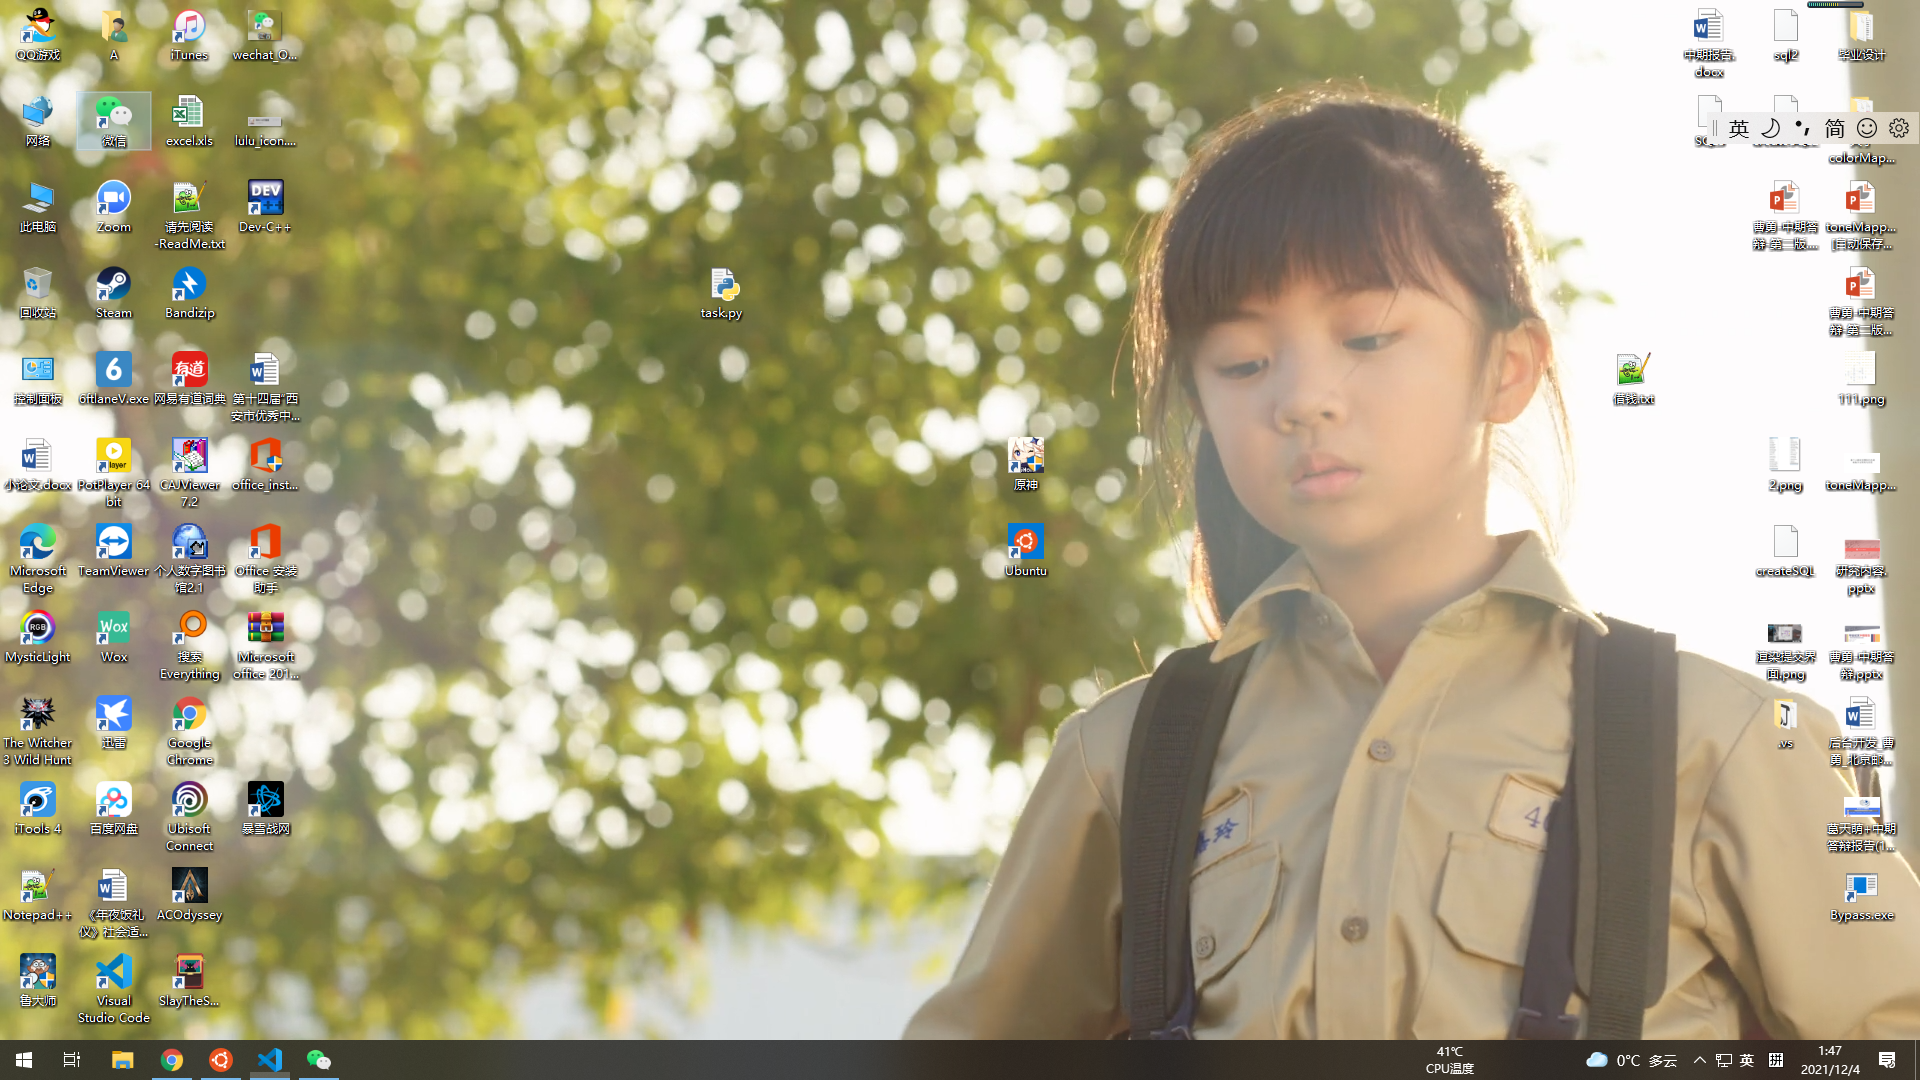 QQ游戏
A
iTunes
wechat_O...
网络
微信
excel.xls
lulu_icon....
此电脑
Zoom
请先阅读
-ReadMe.txt
Dev-C++
回收站
Steam
Bandizip
控制面板
6ftlaneV.exe
网易有道词典
第十四届“西
安市优秀中...
小论文.docx
PotPlayer 64
bit
CAJViewer
7.2
office_inst...
Microsoft
Edge
TeamViewer
个人数字图书
馆2.1
Office 安装
助手
MysticLight
Wox
搜索
Everything
Microsoft
office 201...
The Witcher
3 Wild Hunt
迅雷
Google
Chrome
iTools 4
百度网盘
Ubisoft
Connect
暴雪战网
Notepad++
《年夜饭礼
仪》社会适...
ACOdyssey
鲁大师
Visual
Studio Code
SlayTheS...
task.py
原神
Ubuntu
借钱.txt
中期报告.
docx
sql2
毕业设计
英
简
colorMap...
曹勇-中期答
辩-第二版....
toneMapp...
[自动保存...
曹勇-中期答
辩-第二版...
111.png
2.png
toneMapp...
createSQL
研究内容.
pptx
渲染提交界
面.png
曹勇-中期答
辩.pptx
.vs
后台开发_曹
勇_北京邮...
葛天萌+中期
答辩报告(1...
Bypass.exe
41℃
CPU温度
0°C 多云
英
拼
1:47
2021/12/4